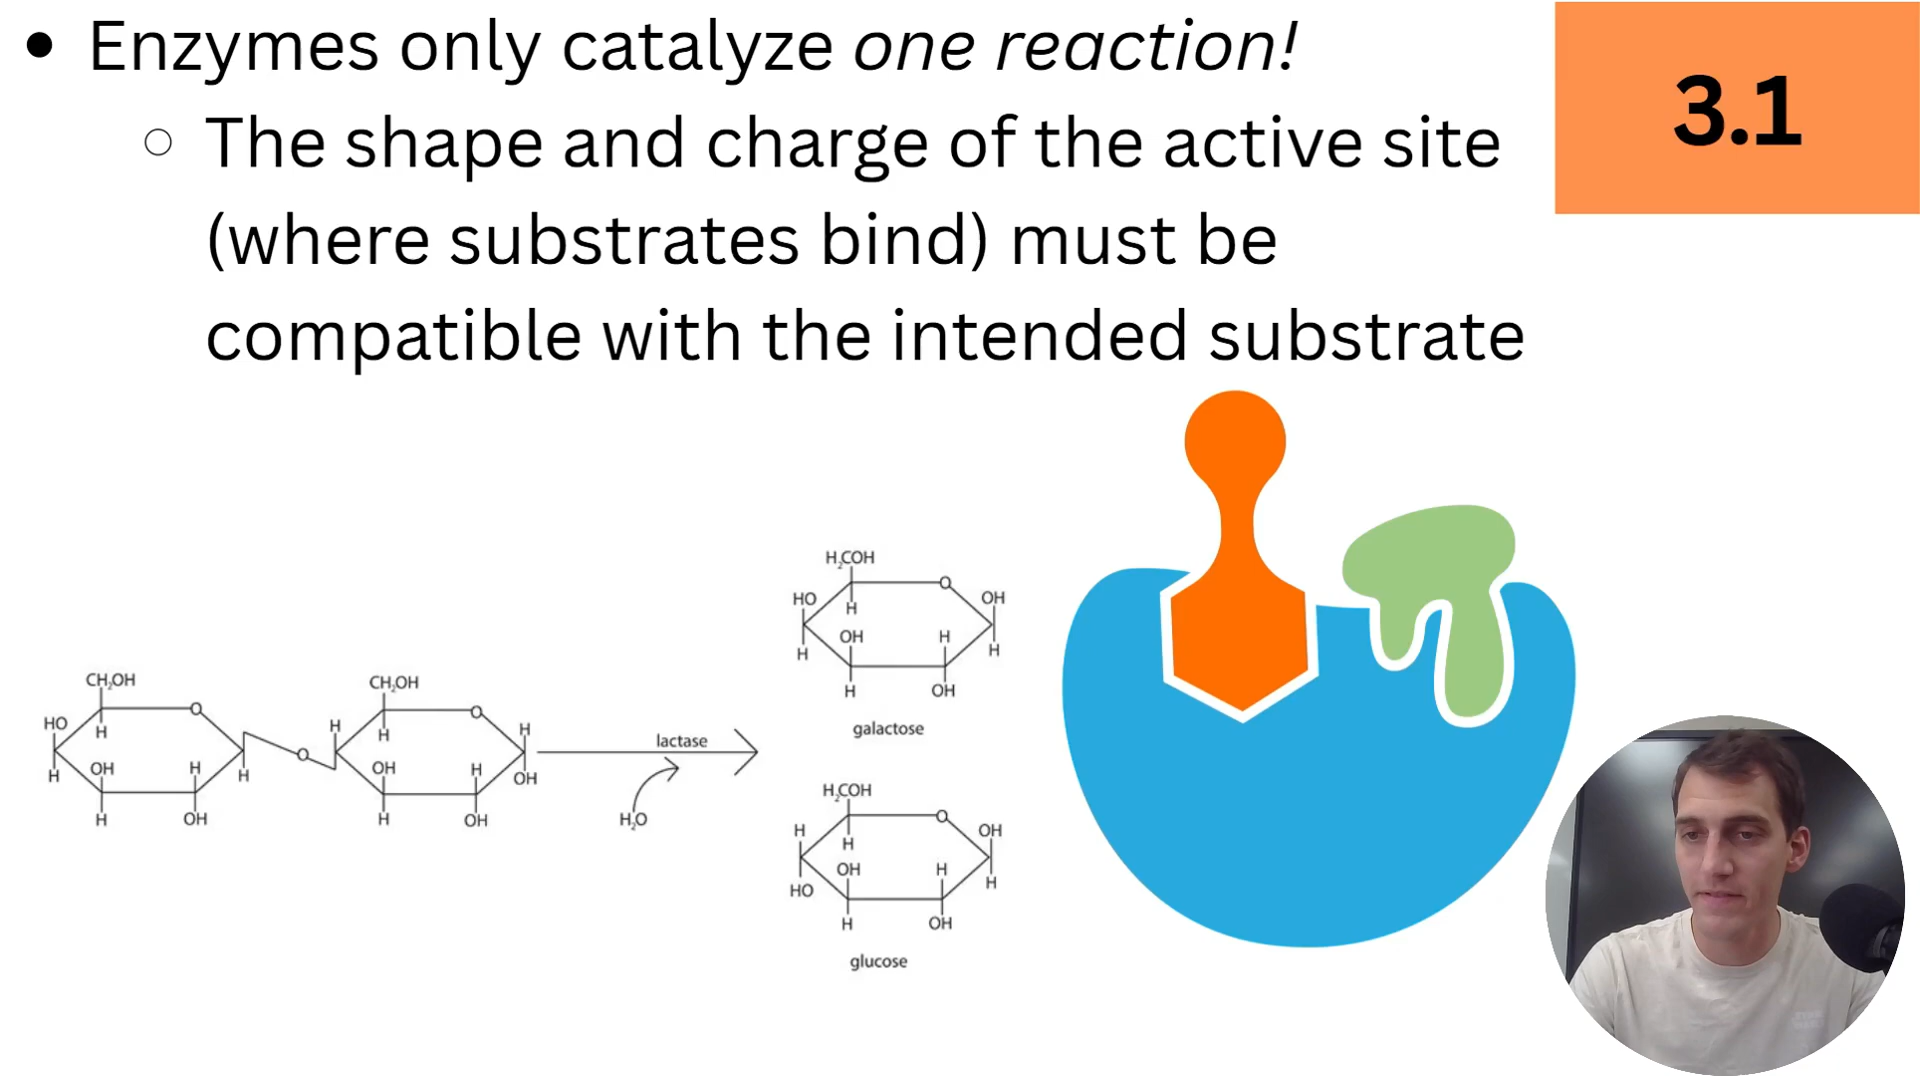 • Enzymes only catalyze one reaction!
○ The shape and charge of the active site
(where substrates bind) must be
compatible with the intended substrate
3.1
CH₂OH
HO
O
H
OH
H
H
H
H
OH
O
CH₂OH
H
O
H
H
OH
H
OH
H
OH
lactase
H₂O
H₂COH
HO
O
OH
H
OH
H
H
H
H
OH
galactose
H₂COH
H
O
OH
H
OH
H
H
HO
H
OH
glucose